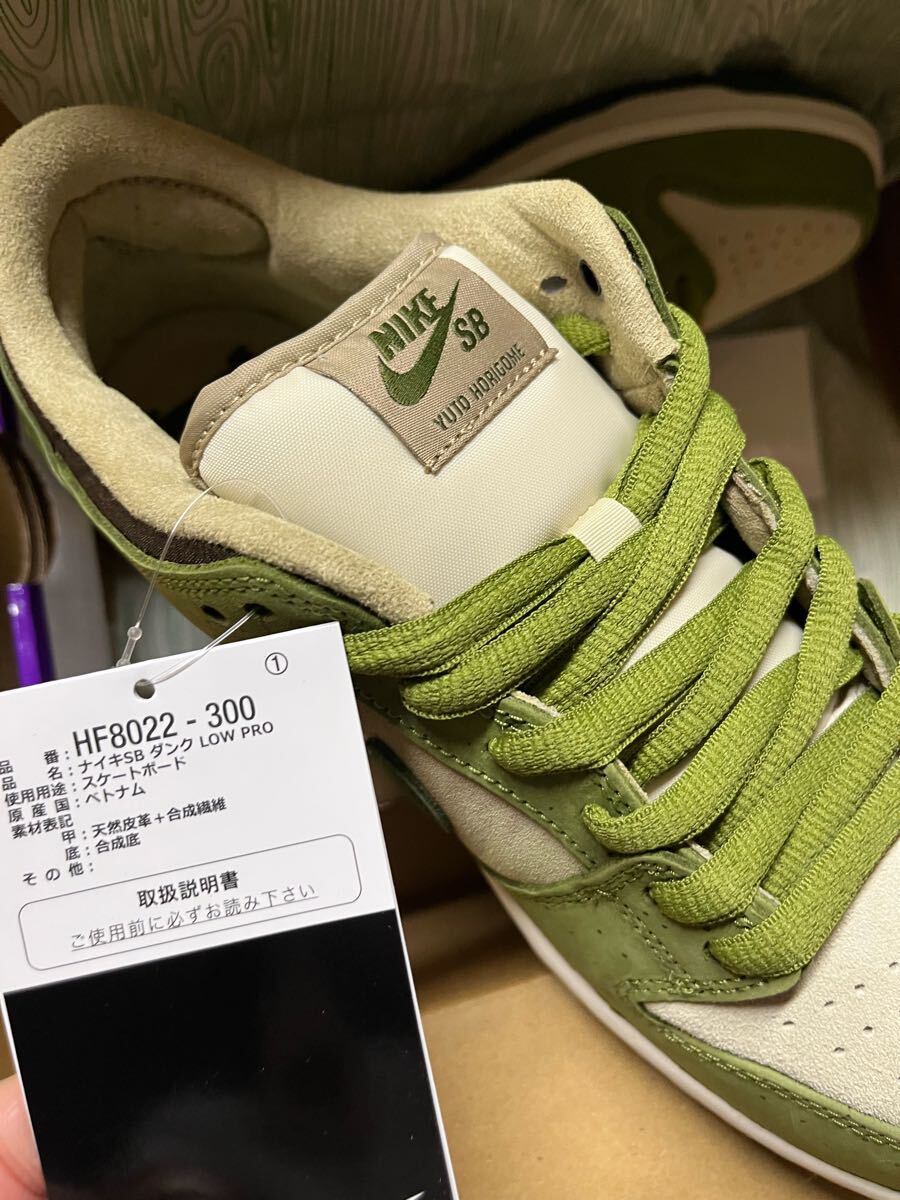 NIKE
SB
YUTO HORIGOME
①
品 番:HF8022-300
品 名:ナイキSB ダンク LOW PRO
使用用途:スケートボード
原産国:ベトナム
素材表記
甲:天然皮革+合成繊維
底:合成底
その他:
取扱説明書
ご使用前に必ずお読み下さい